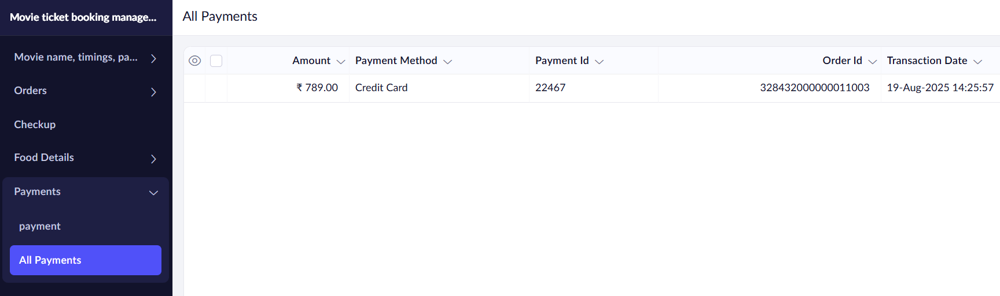 Movie ticket booking manage...
Movie name, timings, pa...
Orders
Checkup
Food Details
Payments
payment
All Payments
All Payments
Amount Payment Method Payment Id Order Id Transaction Date
₹ 789.00 Credit Card 22467 328432000000011003 19-Aug-2025 14:25:57